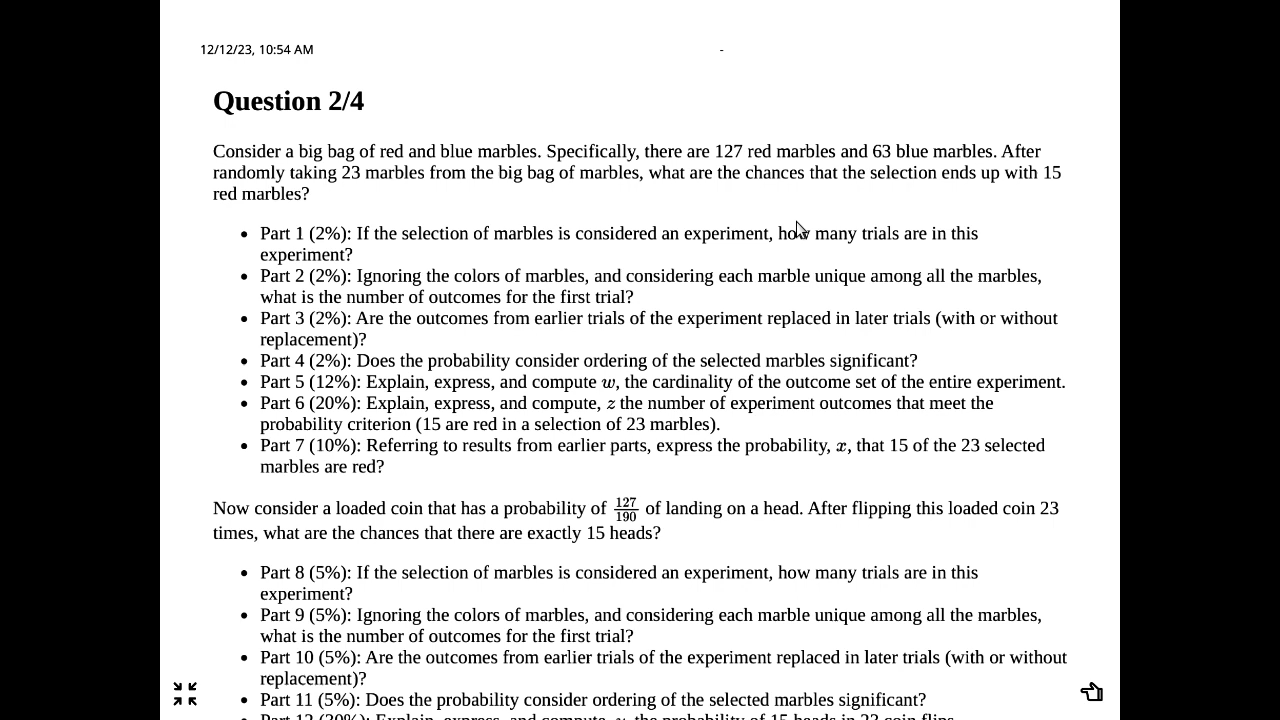 12/12/23, 10:54 AM
-
Question 2/4
Consider a big bag of red and blue marbles. Specifically, there are 127 red marbles and 63 blue marbles. After
randomly taking 23 marbles from the big bag of marbles, what are the chances that the selection ends up with 15
red marbles?
• Part 1 (2%): If the selection of marbles is considered an experiment, how many trials are in this
experiment?
• Part 2 (2%): Ignoring the colors of marbles, and considering each marble unique among all the marbles,
what is the number of outcomes for the first trial?
• Part 3 (2%): Are the outcomes from earlier trials of the experiment replaced in later trials (with or without
replacement)?
• Part 4 (2%): Does the probability consider ordering of the selected marbles significant?
• Part 5 (12%): Explain, express, and compute w, the cardinality of the outcome set of the entire experiment.
• Part 6 (20%): Explain, express, and compute, z the number of experiment outcomes that meet the
probability criterion (15 are red in a selection of 23 marbles).
• Part 7 (10%): Referring to results from earlier parts, express the probability, x, that 15 of the 23 selected
marbles are red?
Now consider a loaded coin that has a probability of 127/190 of landing on a head. After flipping this loaded coin 23
times, what are the chances that there are exactly 15 heads?
• Part 8 (5%): If the selection of marbles is considered an experiment, how many trials are in this
experiment?
• Part 9 (5%): Ignoring the colors of marbles, and considering each marble unique among all the marbles,
what is the number of outcomes for the first trial?
• Part 10 (5%): Are the outcomes from earlier trials of the experiment replaced in later trials (with or without
replacement)?
• Part 11 (5%): Does the probability consider ordering of the selected marbles significant?